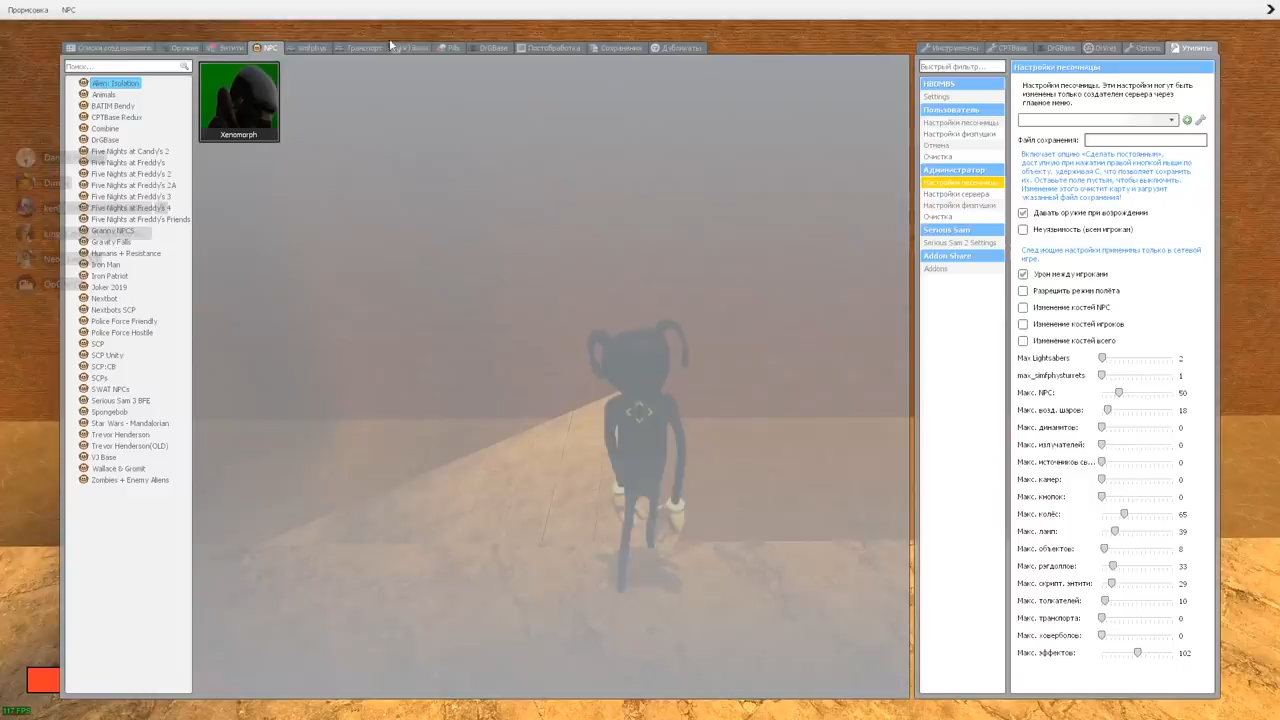 Прорисовка NPC
Оружие Энтити NPC simfphys Транспорт Pills DrGBase Постобработка Сохранения Дубликаты
Инструменты CPTBase DrGBase Drones Options Утилиты
Поиск...
Alien: Isolation
Animals
BATIM Bendy
CPTBase Redux
Combine
DrGBase
Five Nights at Candy's 2
Five Nights at Freddy's
Five Nights at Freddy's 2
Five Nights at Freddy's 2A
Five Nights at Freddy's 3
Five Nights at Freddy's 4
Five Nights at Freddy's Friends
Granny NPCS
Gravity Falls
Humans + Resistance
Iron Man
Iron Patriot
Joker 2019
Nextbot
Nextbots SCP
Police Force Friendly
Police Force Hostile
SCP
SCP Unity
SCP:CB
SCPs
SWAT NPCs
Serious Sam 3 BFE
Spongebob
Star Wars - Mandalorian
Trevor Henderson
Trevor Henderson(OLD)
VJ Base
Wallace & Gromit
Zombies + Enemy Aliens
Xenomorph
Быстрый фильтр...
HBOMBS
Settings
Пользователь
Настройки песочницы
Настройки физпушки
Отмена
Очистка
Администратор
Настройки песочницы
Настройки сервера
Настройки физпушки
Очистка
Serious Sam
Serious Sam 2 Settings
Addon Share
Addons
Настройки песочницы
Настройки песочницы. Эти настройки могут быть
изменены только создателем сервера через
главное меню.
Файл сохранения:
Включает опцию «Сделать постоянным»,
доступную при нажатии правой кнопкой мыши по
объекту, удерживая C, что позволяет сохранить
их. Оставьте поле пустым, чтобы выключить.
Изменение этого очистит карту и загрузит
указанный файл сохранения!
Давать оружие при возрождении
Неуязвимость (всем игрокам)
Следующие настройки применимы только в сетевой
игре.
Урон между игроками
Разрешить режим полёта
Изменение костей NPC
Изменение костей игроков
Изменение костей всего
Max Lightsabers 2
max_simfphysturrets 1
Макс. NPC: 50
Макс. возд. шаров: 18
Макс. динамитов: 0
Макс. излучателей: 0
Макс. источников св... 0
Макс. камер: 0
Макс. кнопок: 0
Макс. колёс: 65
Макс. ламп: 39
Макс. объектов: 8
Макс. рэгдоллов: 33
Макс. скрипт. энтити: 29
Макс. толкателей: 10
Макс. транспорта: 0
Макс. ховерболов: 0
Макс. эффектов: 102
117 FPS